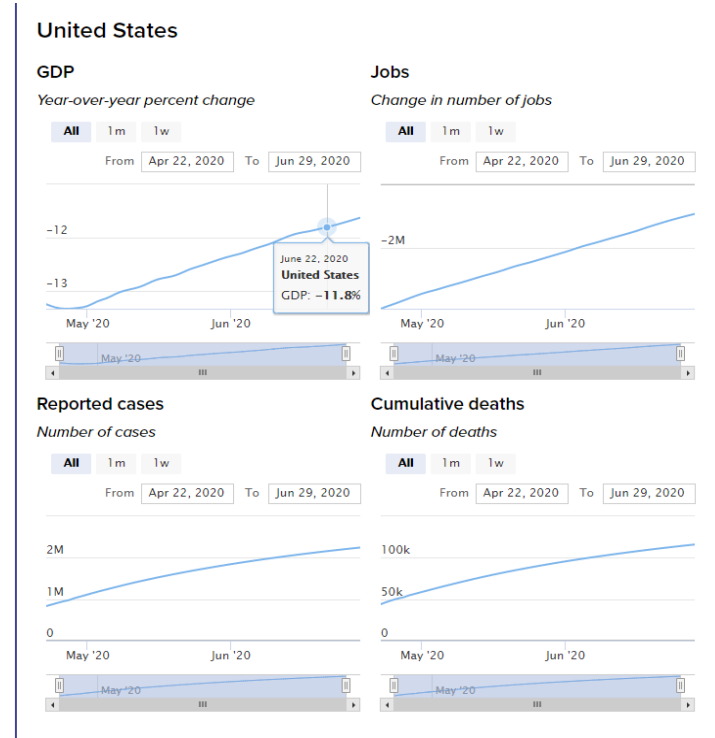 United States
GDP
Year-over-year percent change
All 1m 1w
From Apr 22, 2020 To Jun 29, 2020
-12
-13
June 22, 2020
United States
GDP: -11.8%
May '20 Jun '20
May '20
Jobs
Change in number of jobs
All 1m 1w
From Apr 22, 2020 To Jun 29, 2020
-2M
May '20 Jun '20
May '20
Reported cases
Number of cases
All 1m 1w
From Apr 22, 2020 To Jun 29, 2020
2M
1M
0
May '20 Jun '20
May '20
Cumulative deaths
Number of deaths
All 1m 1w
From Apr 22, 2020 To Jun 29, 2020
100k
50k
0
May '20 Jun '20
May '20